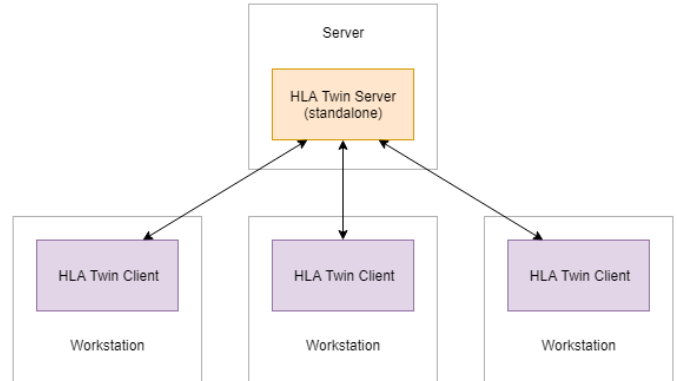 Server
HLA Twin Server
(standalone)
HLA Twin Client
HLA Twin Client
HLA Twin Client
Workstation
Workstation
Workstation